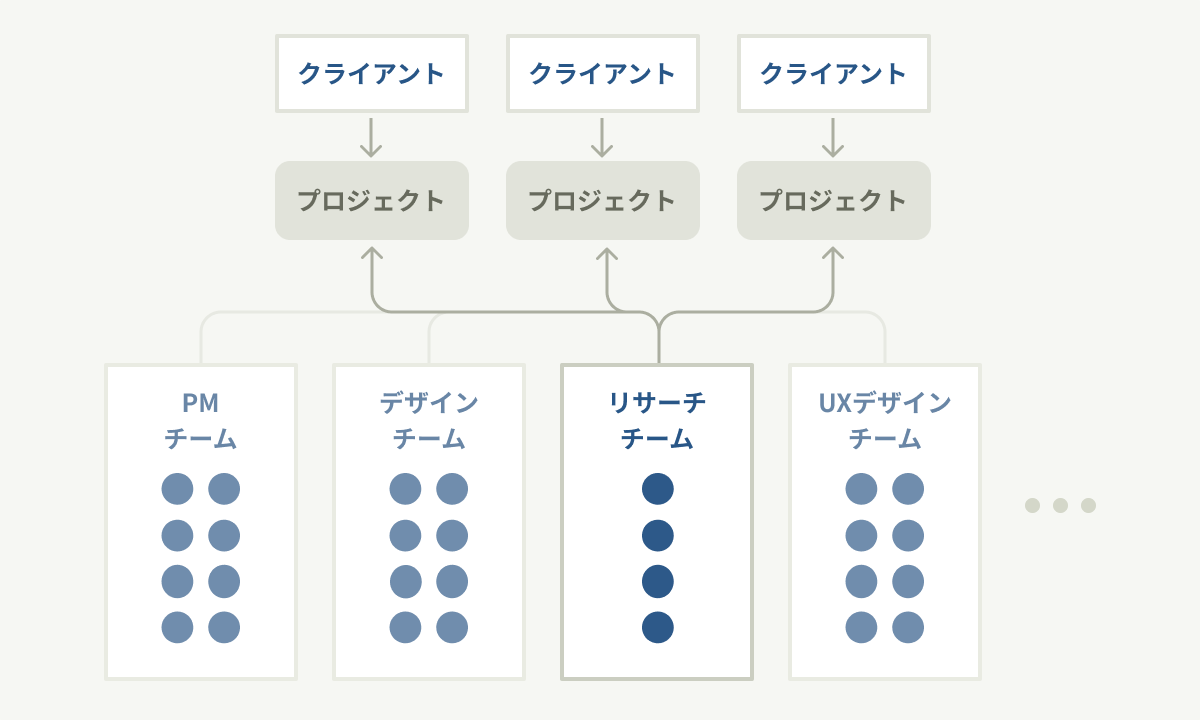 クライアント
クライアント
クライアント
プロジェクト
プロジェクト
プロジェクト
PM
チーム
デザイン
チーム
リサーチ
チーム
UXデザイン
チーム